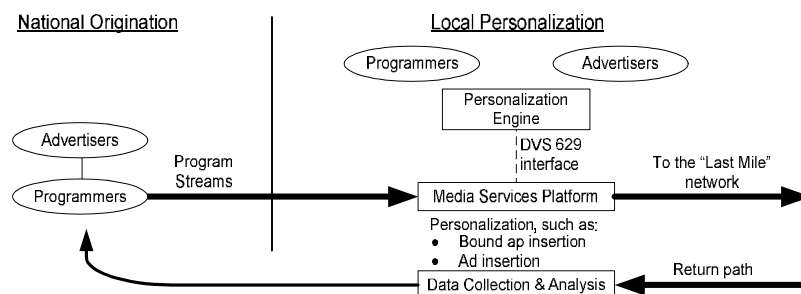 National Origination
Local Personalization
Programmers
Advertisers
Personalization
Engine
DVS 629
interface
Advertisers
Programmers
Program
Streams
Media Services Platform
To the “Last Mile”
network
Personalization, such as:
● Bound ap insertion
● Ad insertion
Data Collection & Analysis
Return path